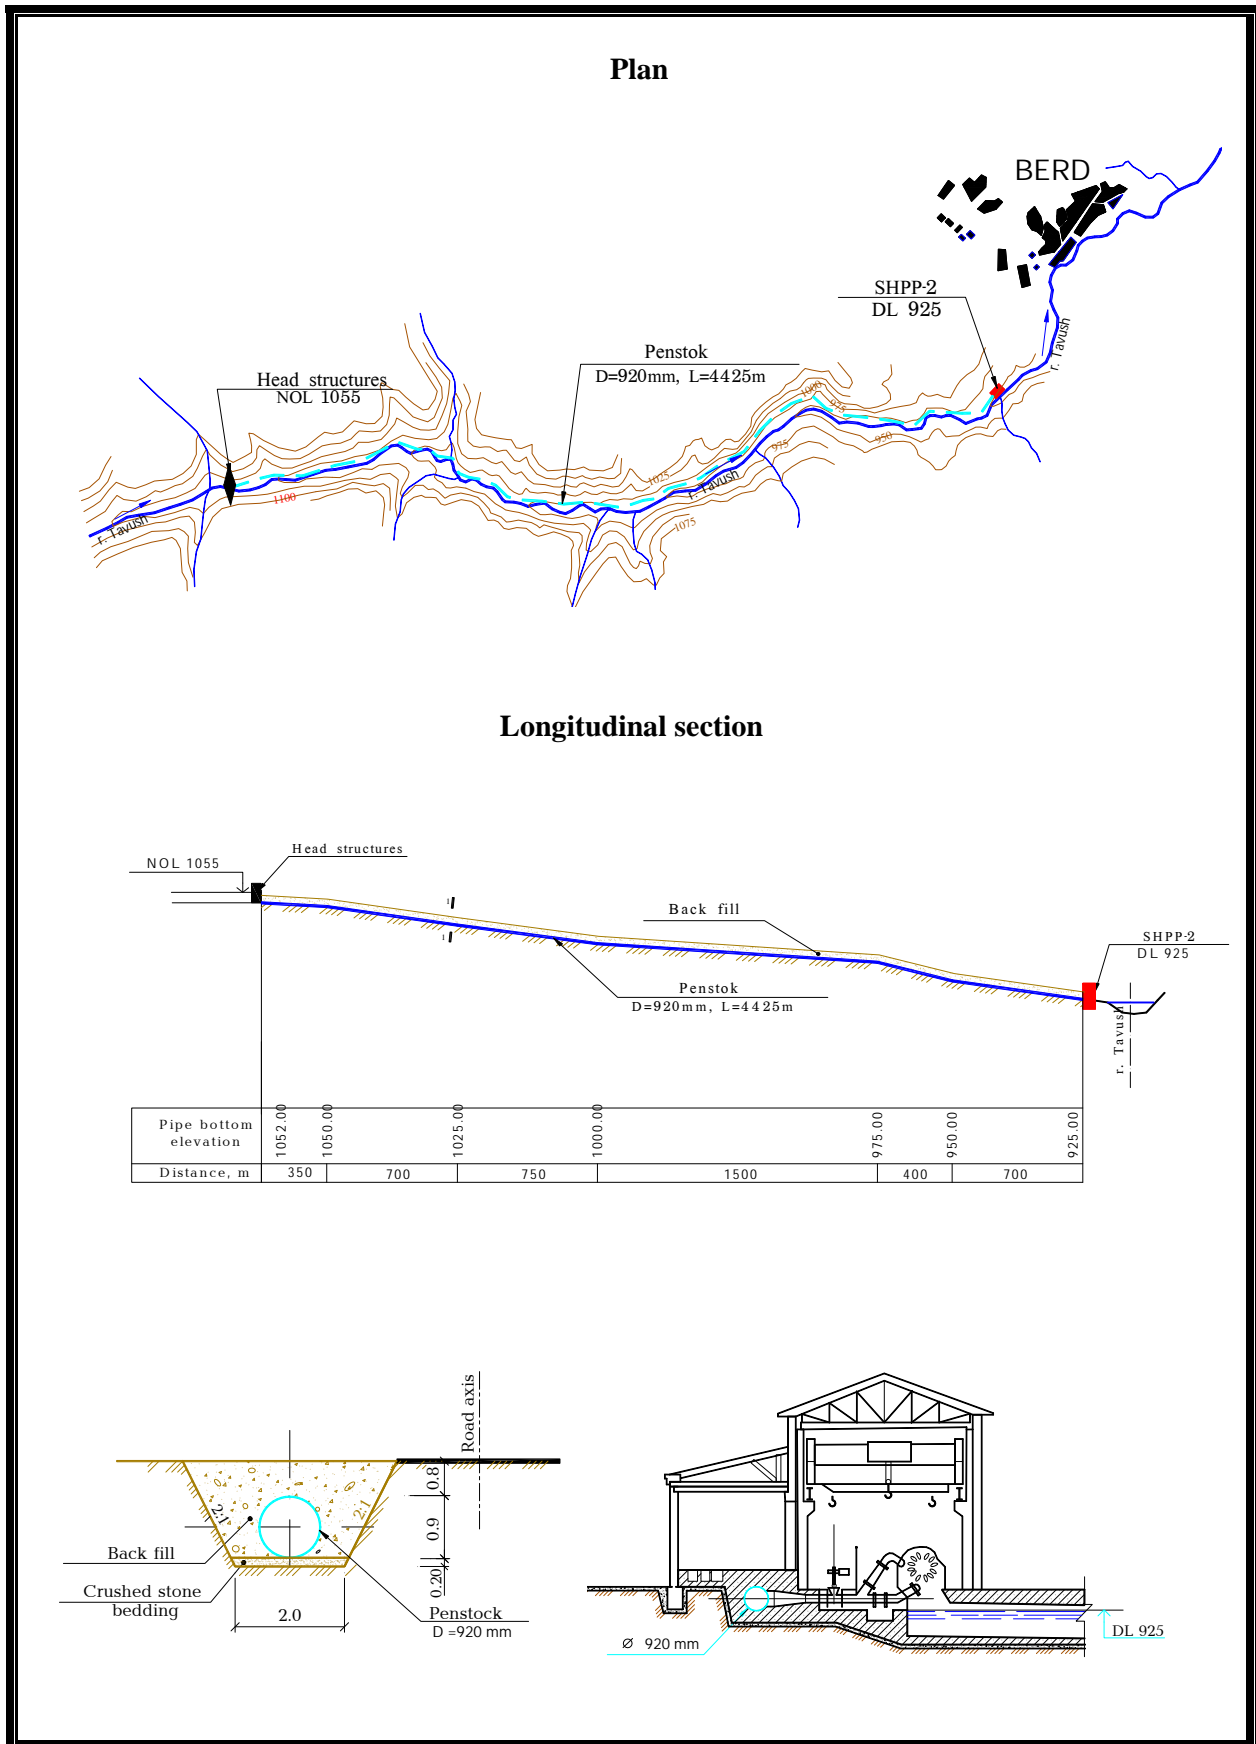 Plan
BERD
SHPP-2
DL 925
r. Tavush
Penstok
D=920mm, L=4425m
Head structures
NOL 1055
1000
975
975
950
1025
r. Tavush
1100
1075
r. Tavush
Longitudinal section
Head structures
NOL 1055
1
1
Back fill
SHPP-2
DL 925
Penstok
D=920mm, L=4425m
r. Tavush
Pipe bottom
elevation
1052.00
1050.00
1025.00
1000.00
975.00
950.00
925.00
Distance, m
350
700
750
1500
400
700
Road axis
0.8
2:1
2:1
0.9
0.20
Back fill
Crushed stone
bedding
2.0
Penstock
D =920 mm
Ø 920 mm
DL 925